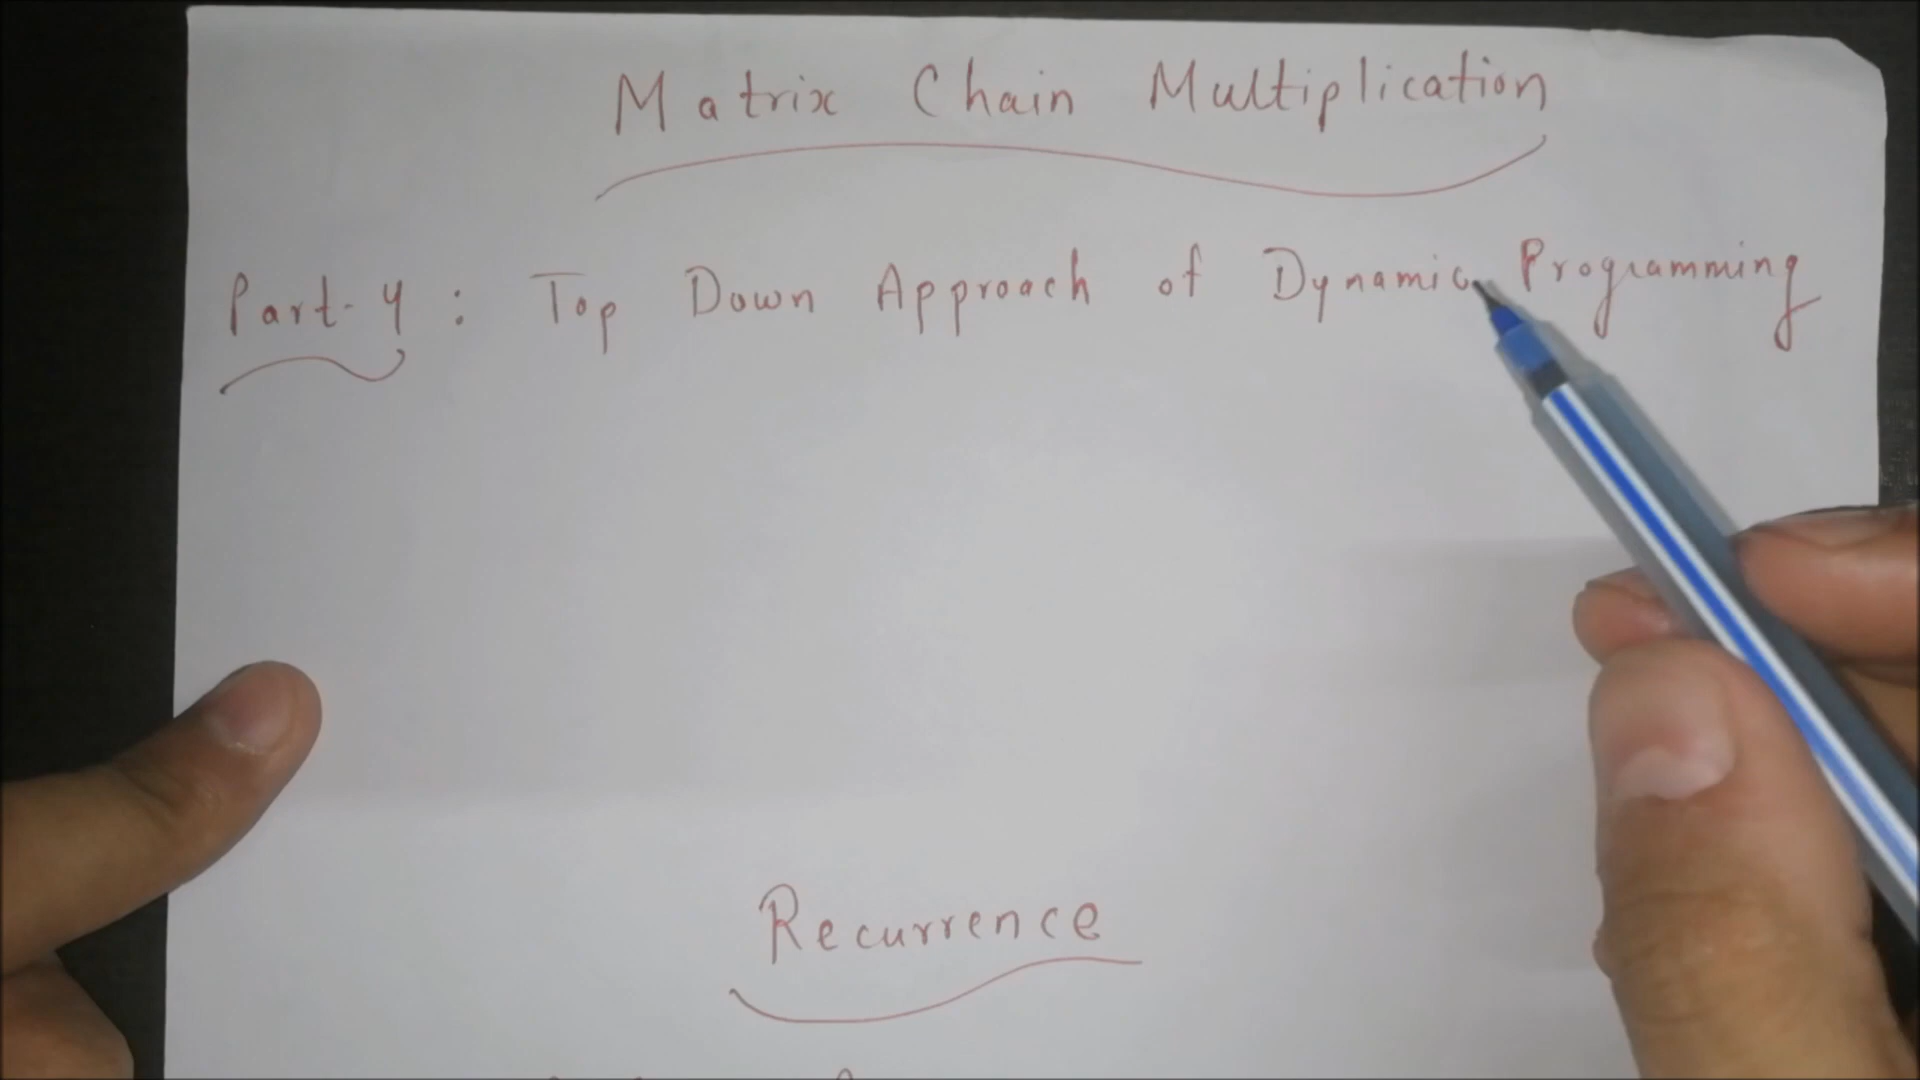 Matrix Chain Multiplication
Part-4 : Top Down Approach of Dynamic Programming
Recurrence